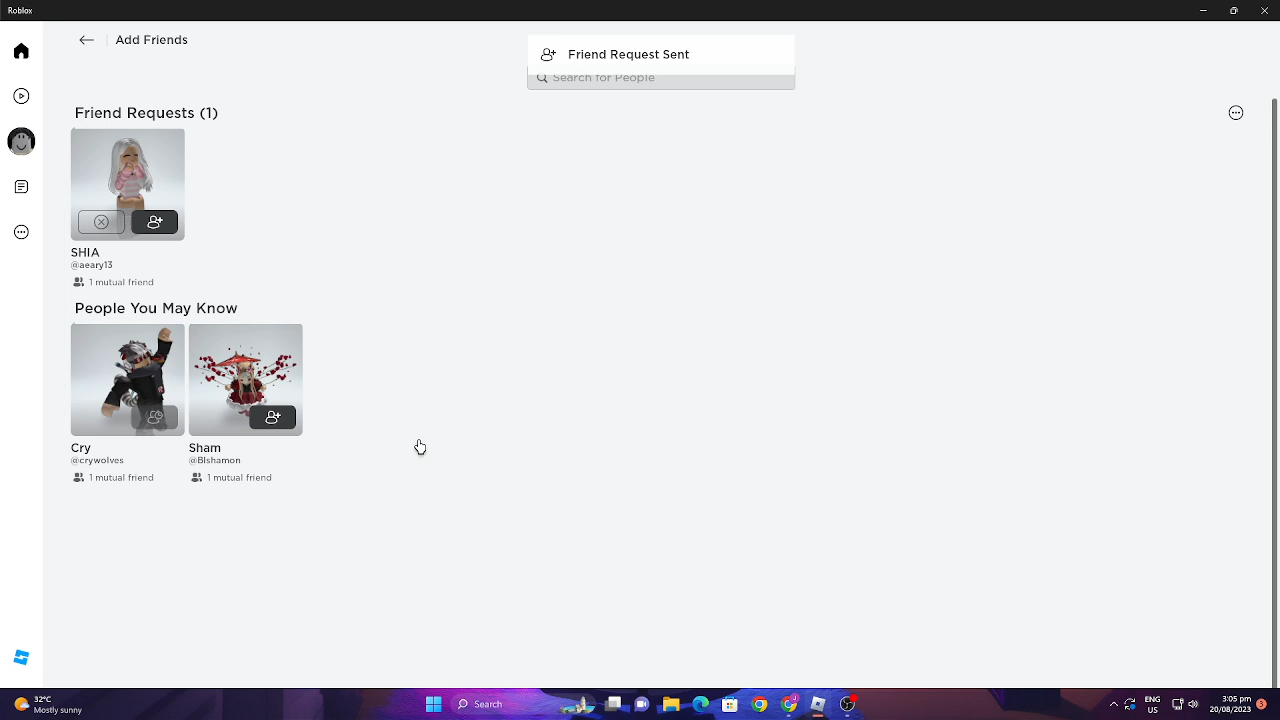 Roblox
Add Friends
Friend Request Sent
Search for People
Friend Requests (1)
SHIA
@aeary13
1 mutual friend
People You May Know
Cry
@crywolves
1 mutual friend
Sham
@Blshamon
1 mutual friend
32°C
Mostly sunny
Search
ENG
US
3:05 pm
20/08/2023
3